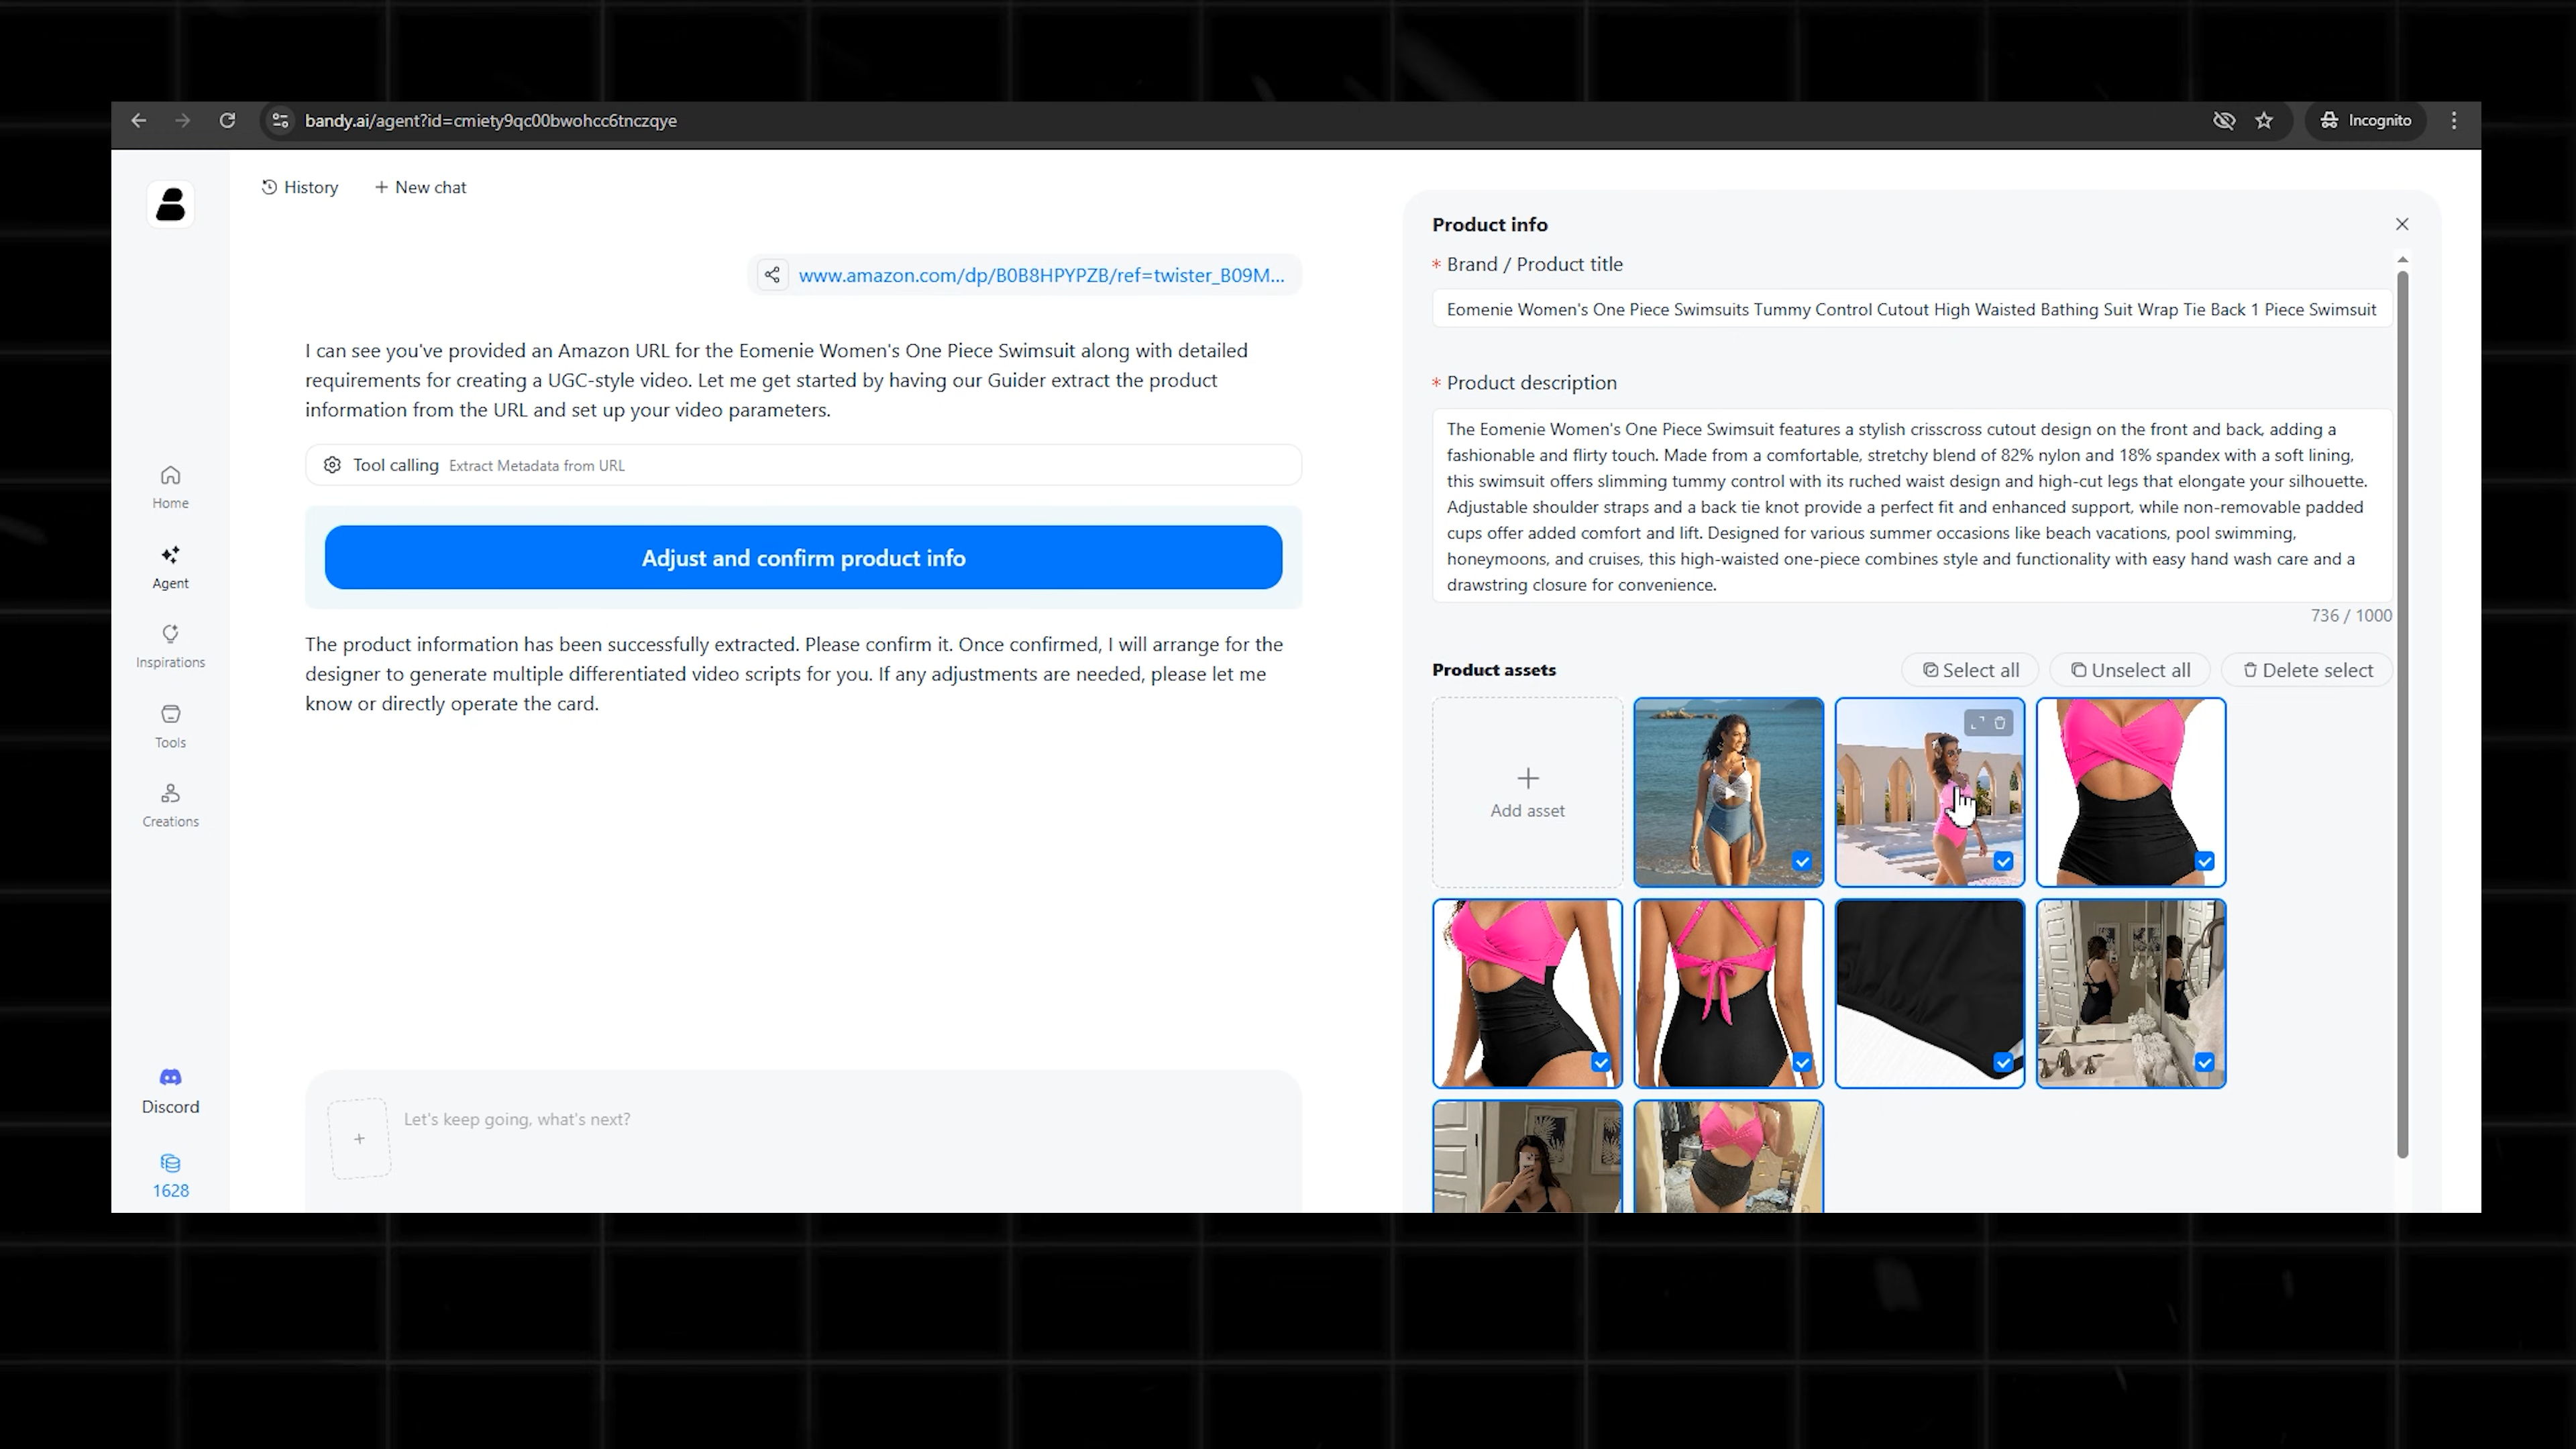 bandy.ai/agent?id=cmiety9qc00bwohcc6tnczqye
Incognito
History
New chat
Home
Agent
Inspirations
Tools
Creations
Discord
1628
www.amazon.com/dp/B0B8HPYPZB/ref=twister_B09M...
I can see you've provided an Amazon URL for the Eomenie Women's One Piece Swimsuit along with detailed
requirements for creating a UGC-style video. Let me get started by having our Guider extract the product
information from the URL and set up your video parameters.
Tool calling Extract Metadata from URL
Adjust and confirm product info
The product information has been successfully extracted. Please confirm it. Once confirmed, I will arrange for the
designer to generate multiple differentiated video scripts for you. If any adjustments are needed, please let me
know or directly operate the card.
Let's keep going, what's next?
Product info
* Brand / Product title
Eomenie Women's One Piece Swimsuits Tummy Control Cutout High Waisted Bathing Suit Wrap Tie Back 1 Piece Swimsuit
* Product description
The Eomenie Women's One Piece Swimsuit features a stylish crisscross cutout design on the front and back, adding a
fashionable and flirty touch. Made from a comfortable, stretchy blend of 82% nylon and 18% spandex with a soft lining,
this swimsuit offers slimming tummy control with its ruched waist design and high-cut legs that elongate your silhouette.
Adjustable shoulder straps and a back tie knot provide a perfect fit and enhanced support, while non-removable padded
cups offer added comfort and lift. Designed for various summer occasions like beach vacations, pool swimming,
honeymoons, and cruises, this high-waisted one-piece combines style and functionality with easy hand wash care and a
drawstring closure for convenience.
736 / 1000
Product assets
Select all
Unselect all
Delete select
Add asset